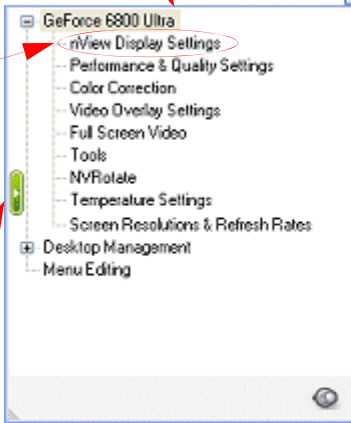 GeForce 6800 Ultra
nView Display Settings
Performance & Quality Settings
Color Correction
Video Overlay Settings
Full Screen Video
Tools
NVRotate
Temperature Settings
Screen Resolutions & Refresh Rates
Desktop Management
Menu Editing